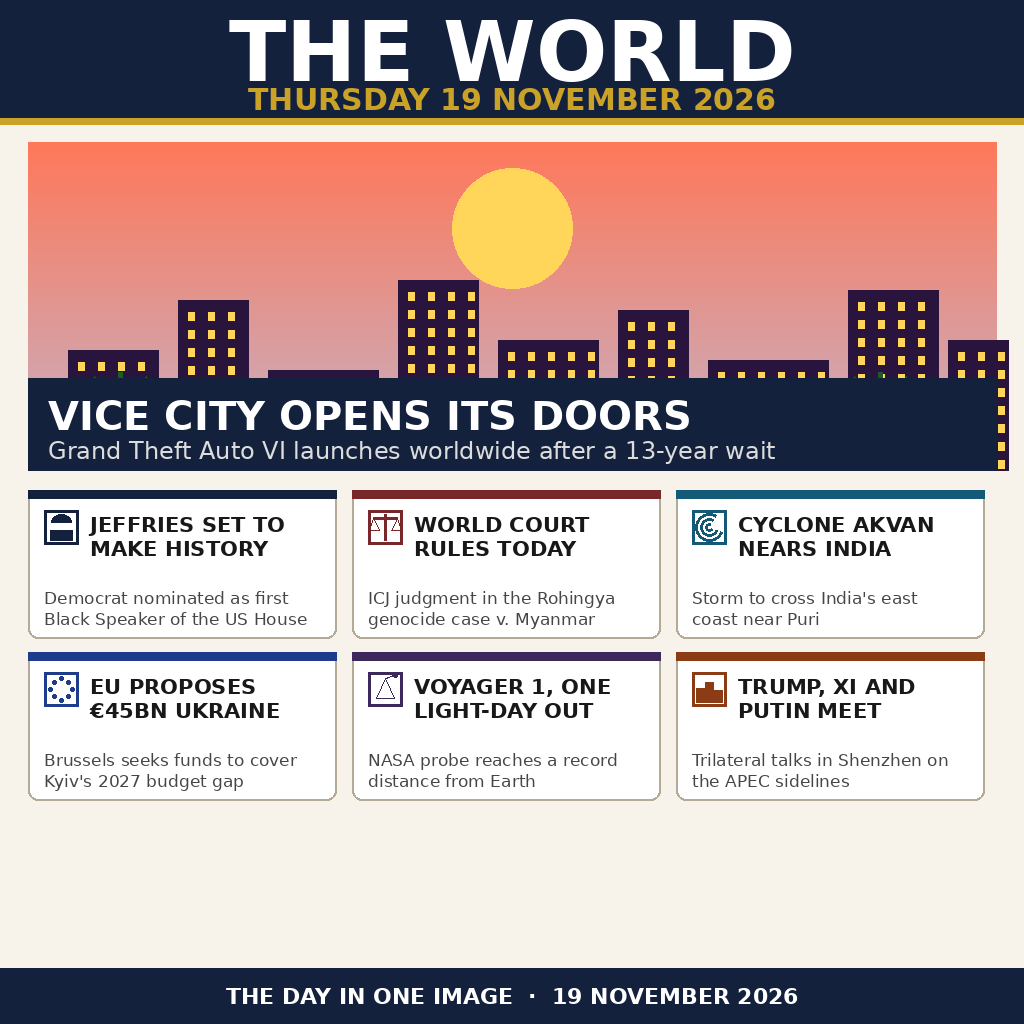 THE WORLD
THURSDAY 19 NOVEMBER 2026
VICE CITY OPENS ITS DOORS
Grand Theft Auto VI launches worldwide after a 13-year wait
JEFFRIES SET TO
MAKE HISTORY
Democrat nominated as first
Black Speaker of the US House
WORLD COURT
RULES TODAY
ICJ judgment in the Rohingya
genocide case v. Myanmar
CYCLONE AKVAN
NEARS INDIA
Storm to cross India's east
coast near Puri
EU PROPOSES
€45BN UKRAINE
Brussels seeks funds to cover
Kyiv's 2027 budget gap
VOYAGER 1, ONE
LIGHT-DAY OUT
NASA probe reaches a record
distance from Earth
TRUMP, XI AND
PUTIN MEET
Trilateral talks in Shenzhen on
the APEC sidelines
THE DAY IN ONE IMAGE · 19 NOVEMBER 2026